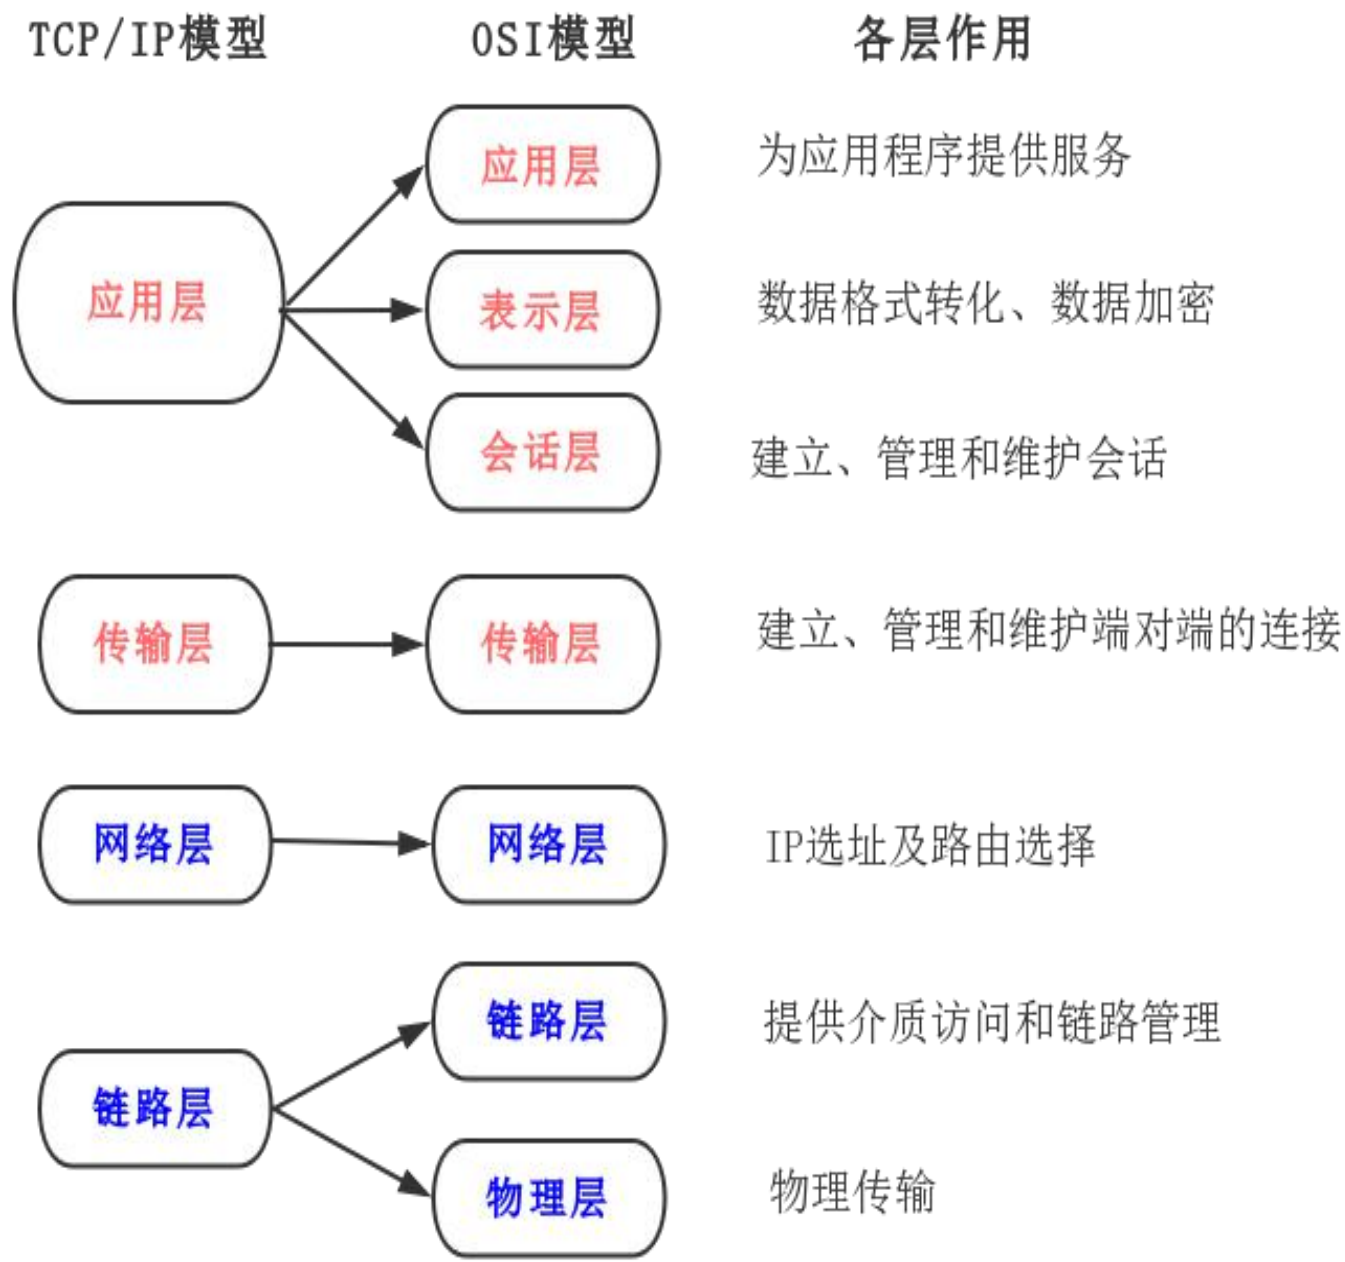 TCP/IP模型 OSI模型 各层作用
应用层 为应用程序提供服务
应用层 表示层 数据格式转化、数据加密
会话层 建立、管理和维护会话
传输层 传输层 建立、管理和维护端对端的连接
网络层 网络层 IP选址及路由选择
链路层 提供介质访问和链路管理
链路层
物理层 物理传输